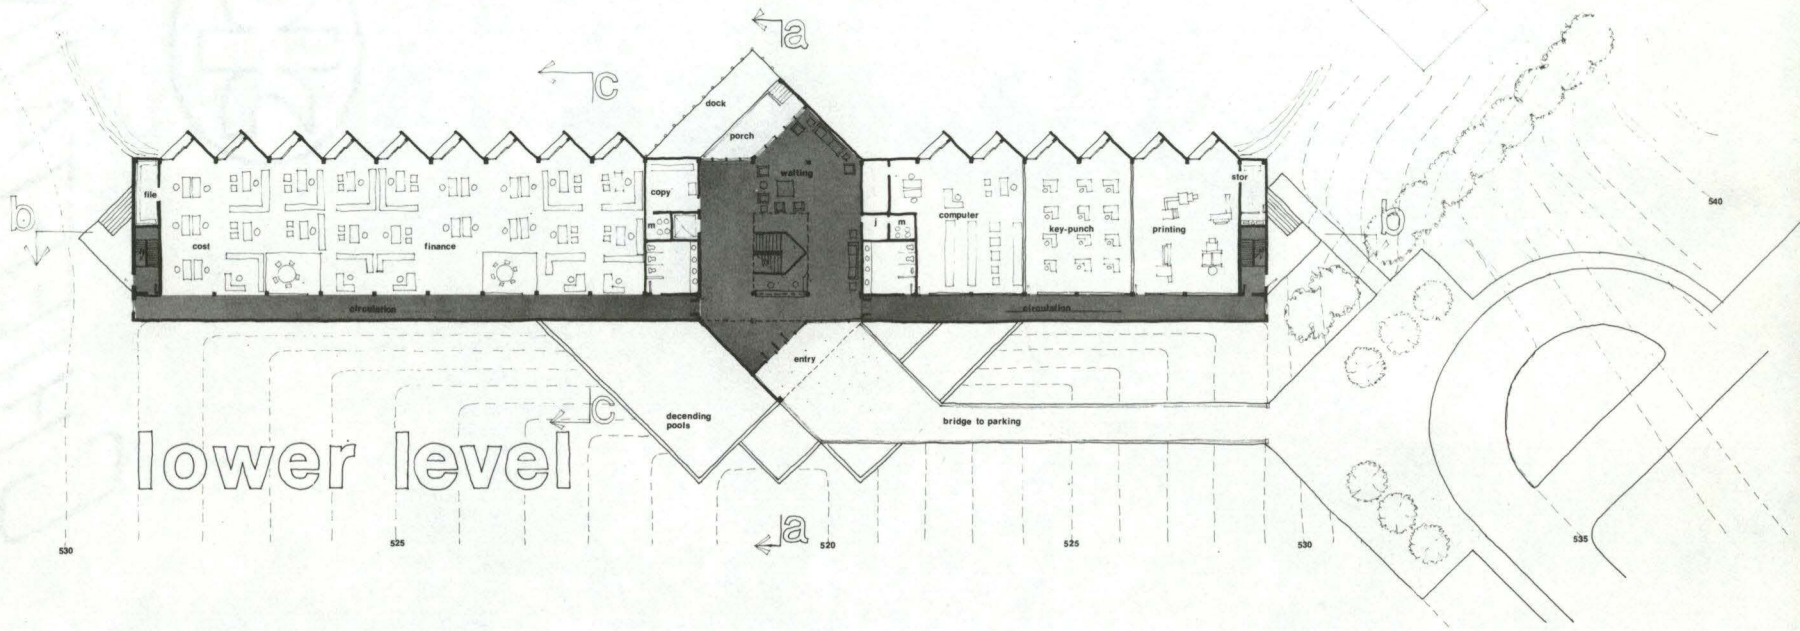 a
c
dock
porch
waiting
file
copy
stor
540
b
m
computer
j
m
key-punch
printing
b
cost
finance
circulation
circulation
entry
c
decending
pools
bridge to parking
lower level
a
530
525
520
525
530
535